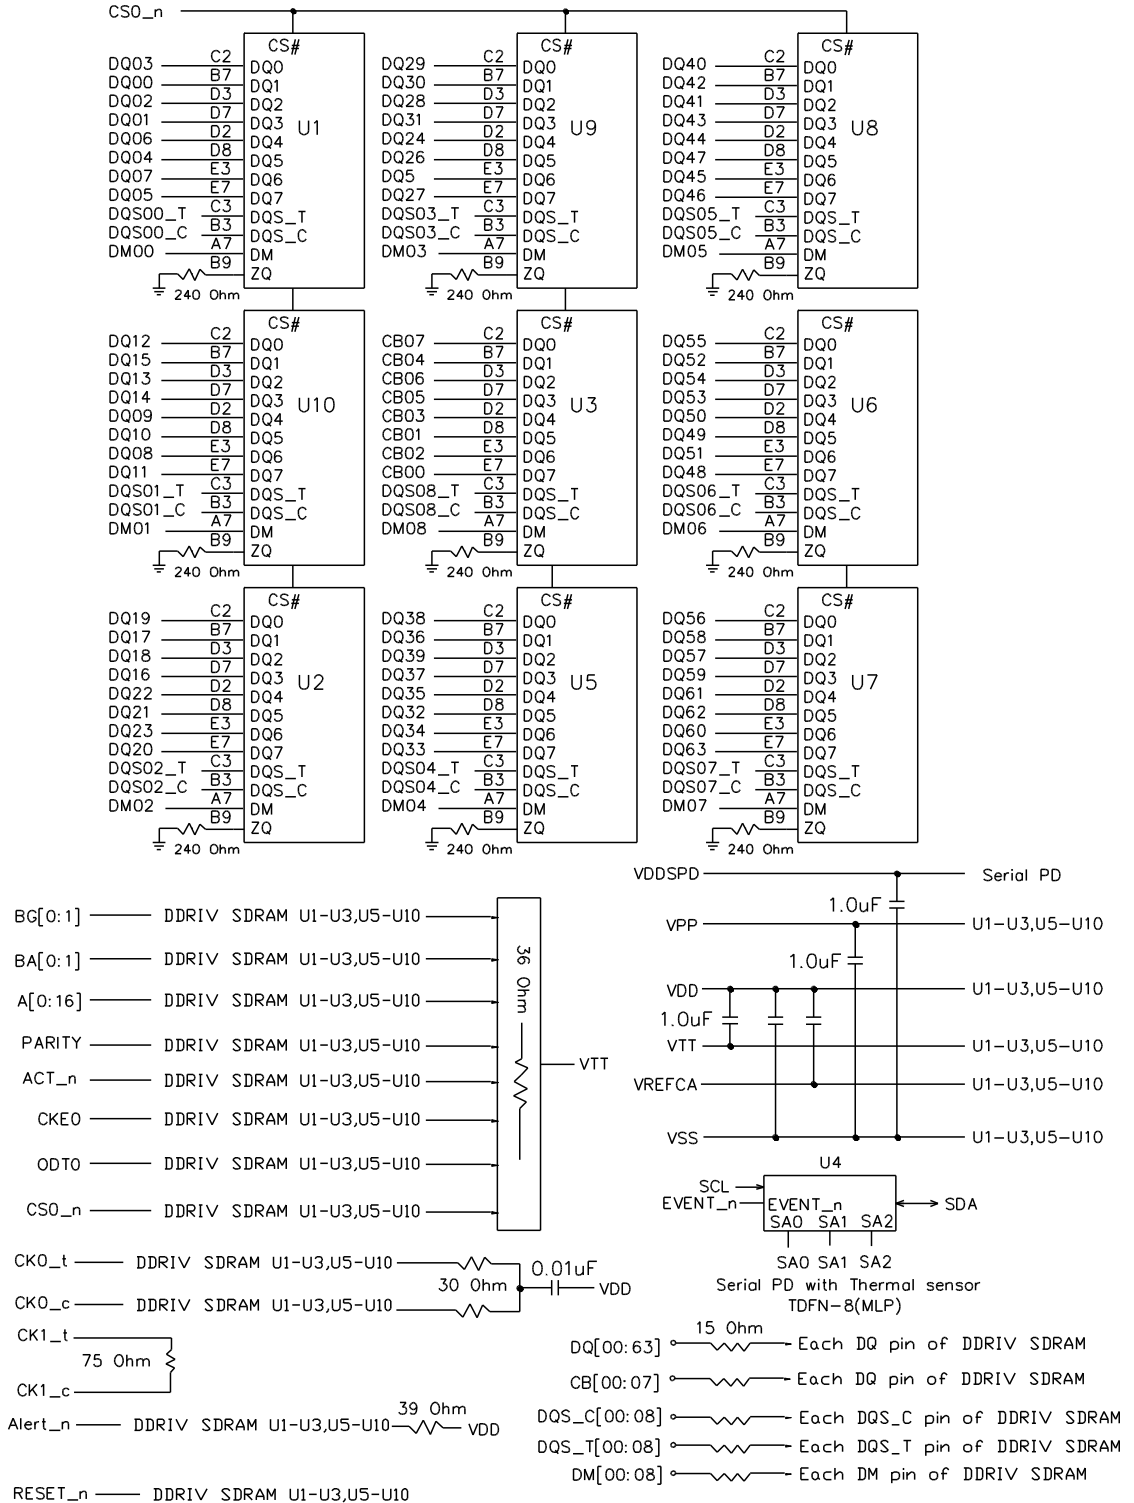 CS0_n
CS#
DQ03 C2 DQ0
DQ00 B7 DQ1
DQ02 D3 DQ2
DQ01 D7 DQ3
DQ06 D2 DQ4
DQ04 D8 DQ5
DQ07 E3 DQ6
DQ05 E7 DQ7
DQS00_T C3 DQS_T
DQS00_C B3 DQS_C
DM00 A7 DM
B9 ZQ
240 Ohm
U1
CS#
DQ29 C2 DQ0
DQ30 B7 DQ1
DQ28 D3 DQ2
DQ31 D7 DQ3
DQ24 D2 DQ4
DQ26 D8 DQ5
DQ5 E3 DQ6
DQ27 E7 DQ7
DQS03_T C3 DQS_T
DQS03_C B3 DQS_C
DM03 A7 DM
B9 ZQ
240 Ohm
U9
CS#
DQ40 C2 DQ0
DQ42 B7 DQ1
DQ41 D3 DQ2
DQ43 D7 DQ3
DQ44 D2 DQ4
DQ47 D8 DQ5
DQ45 E3 DQ6
DQ46 E7 DQ7
DQS05_T C3 DQS_T
DQS05_C B3 DQS_C
DM05 A7 DM
B9 ZQ
240 Ohm
U8
CS#
DQ12 C2 DQ0
DQ15 B7 DQ1
DQ13 D3 DQ2
DQ14 D7 DQ3
DQ09 D2 DQ4
DQ10 D8 DQ5
DQ08 E3 DQ6
DQ11 E7 DQ7
DQS01_T C3 DQS_T
DQS01_C B3 DQS_C
DM01 A7 DM
B9 ZQ
240 Ohm
U10
CS#
CB07 C2 DQ0
CB04 B7 DQ1
CB06 D3 DQ2
CB05 D7 DQ3
CB03 D2 DQ4
CB01 D8 DQ5
CB02 E3 DQ6
CB00 E7 DQ7
DQS08_T C3 DQS_T
DQS08_C B3 DQS_C
DM08 A7 DM
B9 ZQ
240 Ohm
U3
CS#
DQ55 C2 DQ0
DQ52 B7 DQ1
DQ54 D3 DQ2
DQ53 D7 DQ3
DQ50 D2 DQ4
DQ49 D8 DQ5
DQ51 E3 DQ6
DQ48 E7 DQ7
DQS06_T C3 DQS_T
DQS06_C B3 DQS_C
DM06 A7 DM
B9 ZQ
240 Ohm
U6
CS#
DQ19 C2 DQ0
DQ17 B7 DQ1
DQ18 D3 DQ2
DQ16 D7 DQ3
DQ22 D2 DQ4
DQ21 D8 DQ5
DQ23 E3 DQ6
DQ20 E7 DQ7
DQS02_T C3 DQS_T
DQS02_C B3 DQS_C
DM02 A7 DM
B9 ZQ
240 Ohm
U2
CS#
DQ38 C2 DQ0
DQ36 B7 DQ1
DQ39 D3 DQ2
DQ37 D7 DQ3
DQ35 D2 DQ4
DQ32 D8 DQ5
DQ34 E3 DQ6
DQ33 E7 DQ7
DQS04_T C3 DQS_T
DQS04_C B3 DQS_C
DM04 A7 DM
B9 ZQ
240 Ohm
U5
CS#
DQ56 C2 DQ0
DQ58 B7 DQ1
DQ57 D3 DQ2
DQ59 D7 DQ3
DQ61 D2 DQ4
DQ62 D8 DQ5
DQ60 E3 DQ6
DQ63 E7 DQ7
DQS07_T C3 DQS_T
DQS07_C B3 DQS_C
DM07 A7 DM
B9 ZQ
240 Ohm
U7
BG[0:1] DDRIV SDRAM U1-U3,U5-U10
BA[0:1] DDRIV SDRAM U1-U3,U5-U10
A[0:16] DDRIV SDRAM U1-U3,U5-U10
PARITY DDRIV SDRAM U1-U3,U5-U10
ACT_n DDRIV SDRAM U1-U3,U5-U10
CKE0 DDRIV SDRAM U1-U3,U5-U10
ODT0 DDRIV SDRAM U1-U3,U5-U10
CS0_n DDRIV SDRAM U1-U3,U5-U10
36 Ohm
VTT
CK0_t DDRIV SDRAM U1-U3,U5-U10
30 Ohm
0.01uF
VDD
CK0_c DDRIV SDRAM U1-U3,U5-U10
CK1_t
75 Ohm
CK1_c
Alert_n DDRIV SDRAM U1-U3,U5-U10 39 Ohm VDD
RESET_n DDRIV SDRAM U1-U3,U5-U10
VDDSPD Serial PD
1.0uF
VPP U1-U3,U5-U10
1.0uF
VDD U1-U3,U5-U10
1.0uF
VTT U1-U3,U5-U10
VREFCA U1-U3,U5-U10
VSS U1-U3,U5-U10
U4
SCL
EVENT_n EVENT_n SDA
SA0 SA1 SA2
SA0 SA1 SA2
Serial PD with Thermal sensor
TDFN-8(MLP)
15 Ohm
DQ[00:63] Each DQ pin of DDRIV SDRAM
CB[00:07] Each DQ pin of DDRIV SDRAM
DQS_C[00:08] Each DQS_C pin of DDRIV SDRAM
DQS_T[00:08] Each DQS_T pin of DDRIV SDRAM
DM[00:08] Each DM pin of DDRIV SDRAM